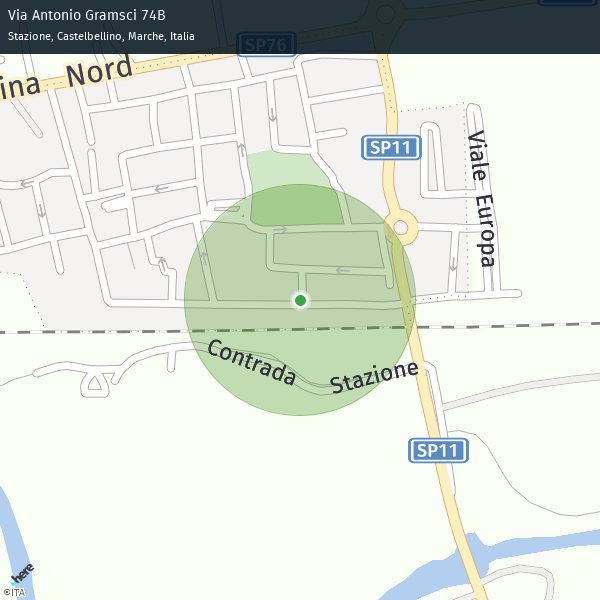 Via Antonio Gramsci 74B
Stazione, Castelbellino, Marche, Italia
SP76
ina Nord
SP11
Viale Europa
Contrada Stazione
SP11
here
©ITA